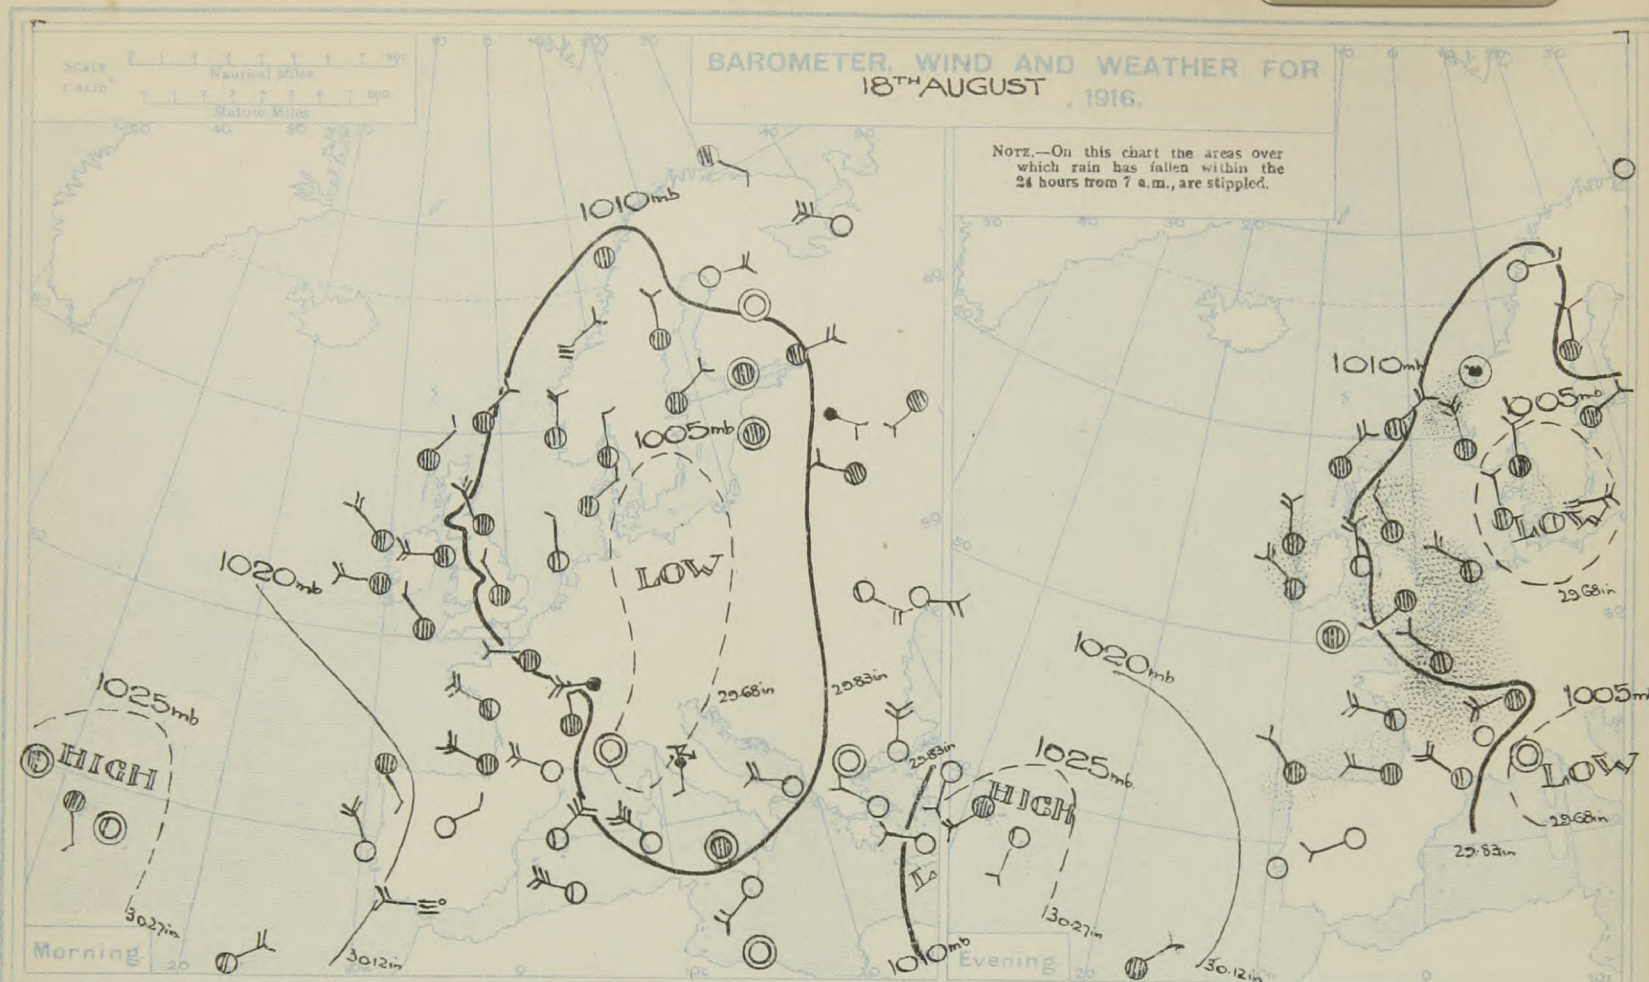 SCALE
Nautical Miles
Statute Miles
BAROMETER, WIND AND WEATHER FOR
18TH AUGUST
, 1916.
NOTE.—On this chart the areas over
which rain has fallen within the
24 hours from 7 a.m., are stippled.
1010mb
1005mb
LOW
1020mb
1025mb
HIGH
29.68in
29.83in
30.27in
30.12in
Morning
29.83in
L
1010mb
1010mb
1005mb
LOW
29.68in
1020mb
1025mb
HIGH
1005mb
LOW
29.68in
29.83in
30.27in
30.12in
Evening